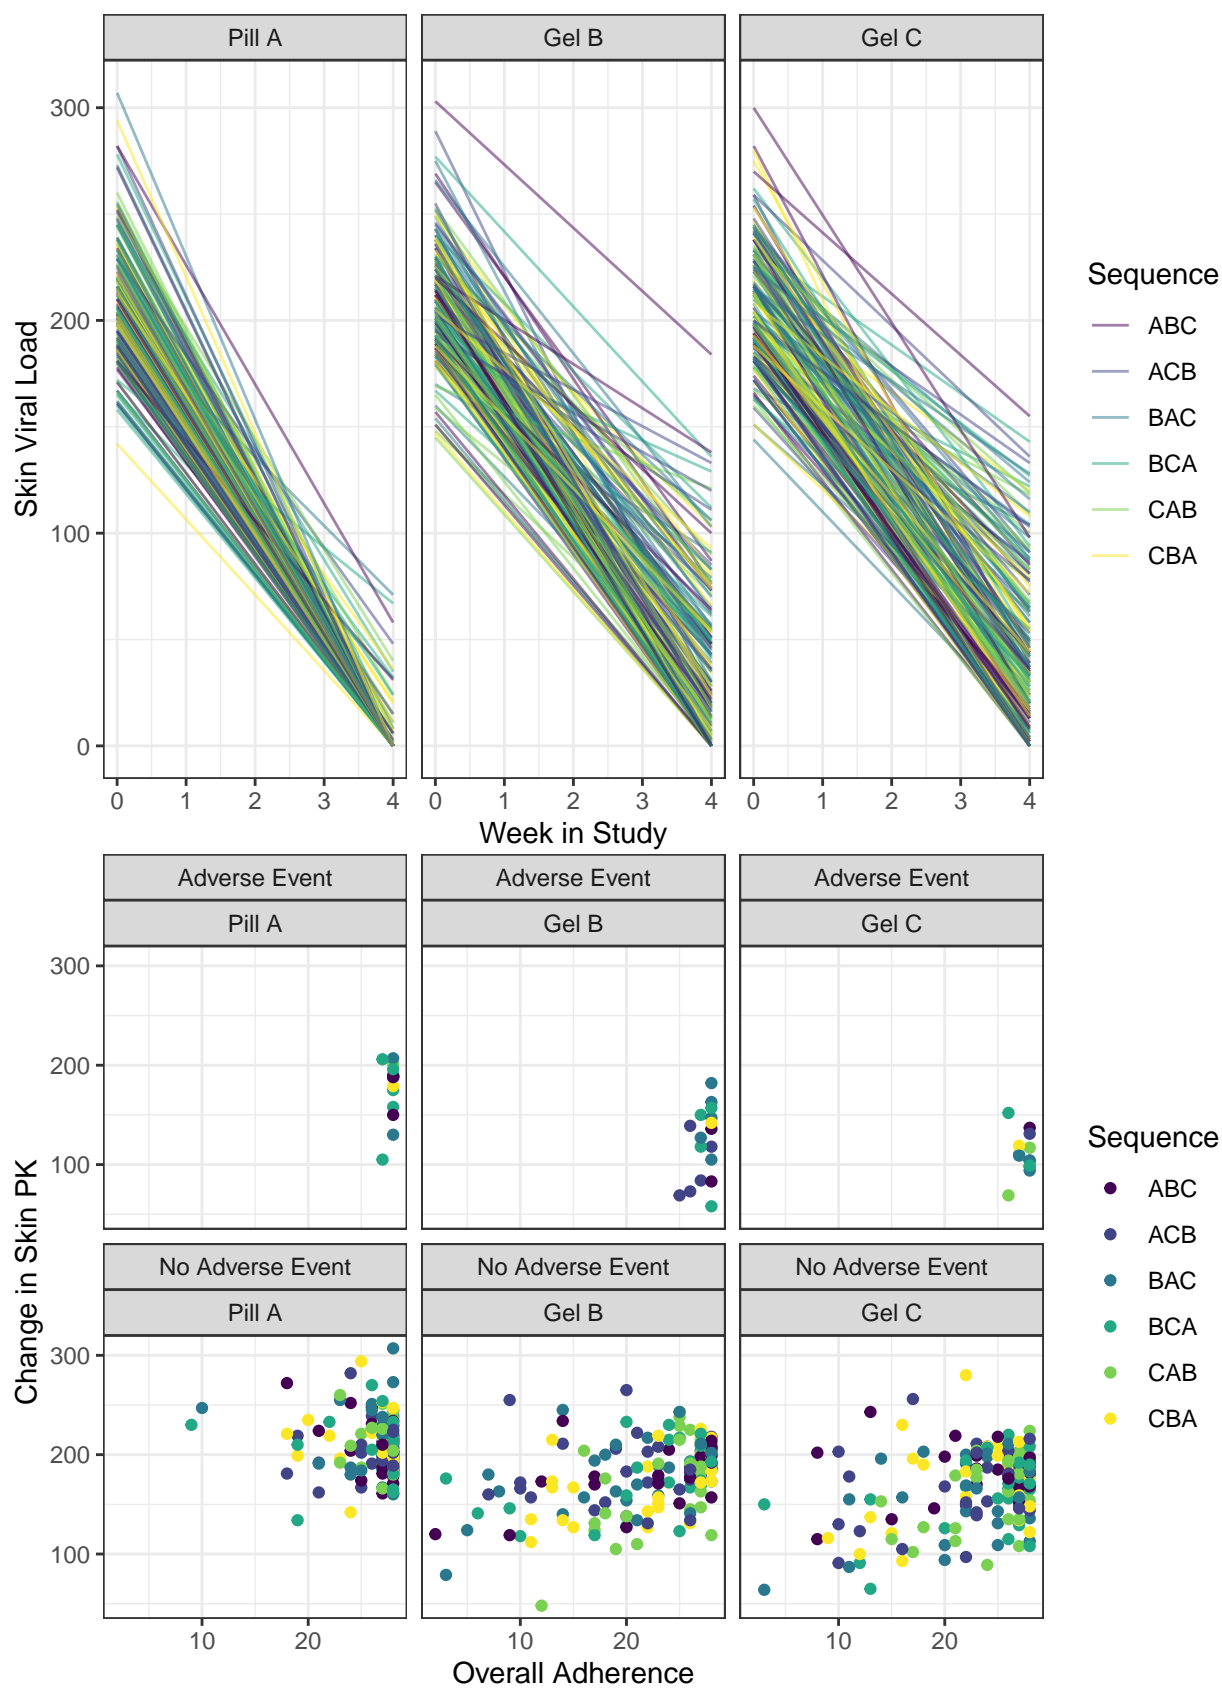 Pill A
Gel B
Gel C
300
200
100
0
Skin Viral Load
0 1 2 3 4
0 1 2 3 4
0 1 2 3 4
Week in Study
Sequence
ABC
ACB
BAC
BCA
CAB
CBA
Adverse Event
Adverse Event
Adverse Event
Pill A
Gel B
Gel C
300
200
100
No Adverse Event
No Adverse Event
No Adverse Event
Pill A
Gel B
Gel C
300
200
100
Change in Skin PK
10 20
10 20
10 20
Overall Adherence
Sequence
ABC
ACB
BAC
BCA
CAB
CBA